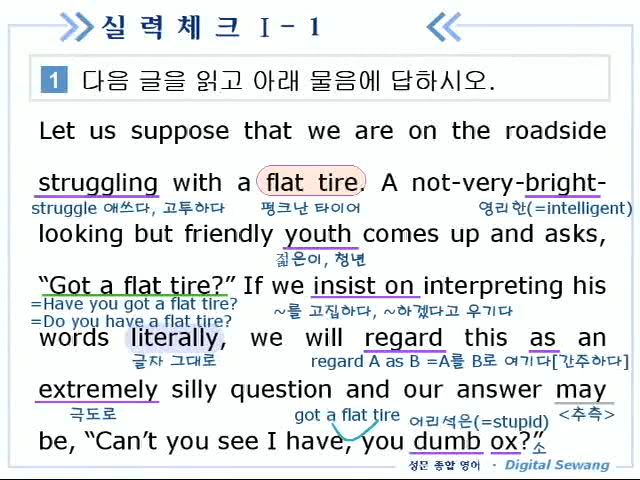 실력체크 I - 1
1 다음 글을 읽고 아래 물음에 답하시오.
Let us suppose that we are on the roadside
struggling with a flat tire. A not-very-bright-
struggle 애쓰다, 고투하다 펑크난 타이어 영리한(=intelligent)
looking but friendly youth comes up and asks,
젊은이, 청년
“Got a flat tire?” If we insist on interpreting his
=Have you got a flat tire? ~를 고집하다, ~하겠다고 우기다
=Do you have a flat tire?
words literally, we will regard this as an
글자 그대로 regard A as B =A를 B로 여기다[간주하다]
extremely silly question and our answer may
극도로 got a flat tire 어리석은(=stupid) <추측>
be, “Can’t you see I have, you dumb ox?”
소
성문 종합 영어 · Digital Sewang